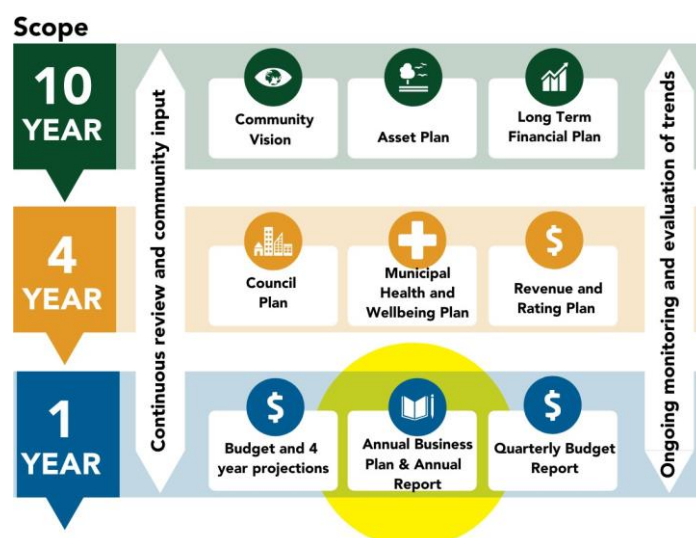 Scope
10
YEAR
Continuous review and community input
Community
Vision
Asset Plan
Long Term
Financial Plan
Ongoing monitoring and evaluation of trends
4
YEAR
Council
Plan
Municipal
Health and
Wellbeing Plan
$
Revenue and
Rating Plan
1
YEAR
$
Budget and 4
year projections
Annual Business
Plan & Annual
Report
$
Quarterly Budget
Report